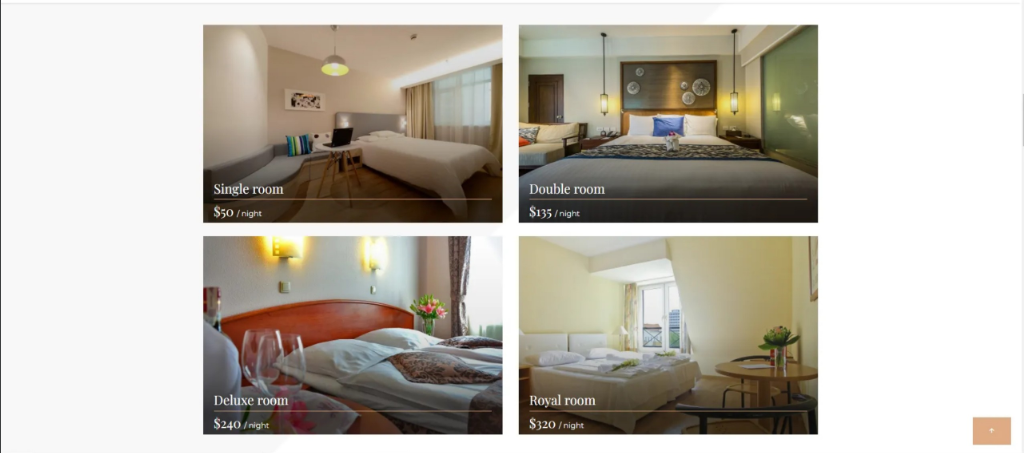 Single room
$50 / night
Double room
$135 / night
Deluxe room
$240 / night
Royal room
$320 / night